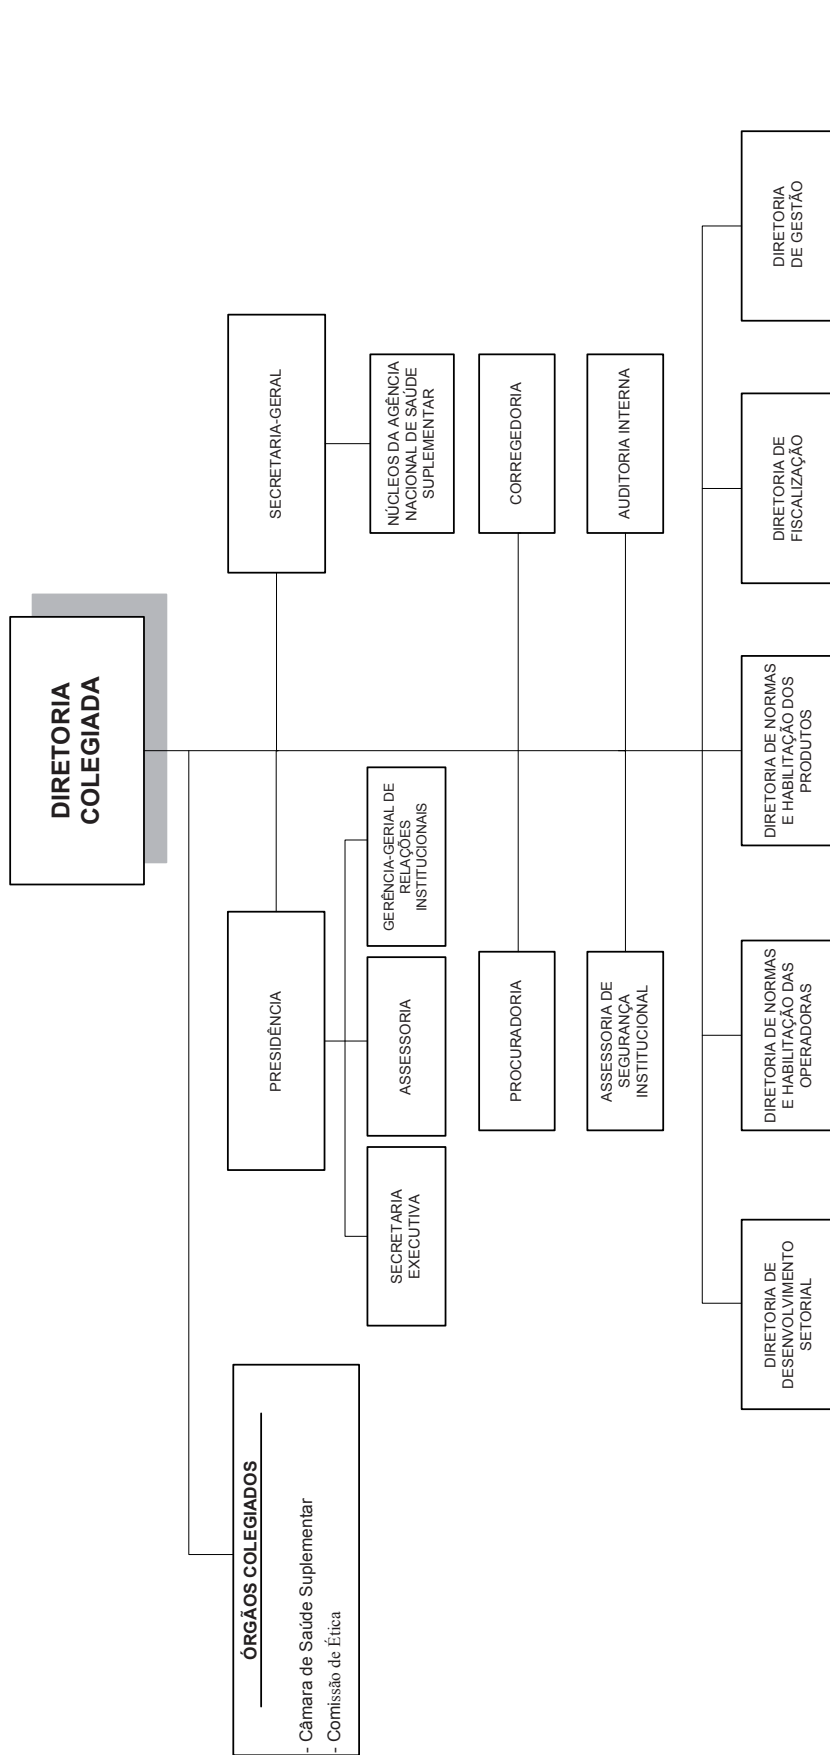 DIRETORIA
COLEGIADA
ÓRGÃOS COLEGIADOS
- Câmara de Saúde Suplementar
- Comissão de Ética
PRESIDÊNCIA
SECRETARIA-GERAL
SECRETARIA
EXECUTIVA
ASSESSORIA
GERÊNCIA-GERIAL DE
RELAÇÕES
INSTITUCIONAIS
NÚCLEOS DA AGÊNCIA
NACIONAL DE SAÚDE
SUPLEMENTAR
PROCURADORIA
CORREGEDORIA
ASSESSORIA DE
SEGURANÇA
INSTITUCIONAL
AUDITORIA INTERNA
DIRETORIA DE
DESENVOLVIMENTO
SETORIAL
DIRETORIA DE NORMAS
E HABILITAÇÃO DAS
OPERADORAS
DIRETORIA DE NORMAS
E HABILITAÇÃO DOS
PRODUTOS
DIRETORIA DE
FISCALIZAÇÃO
DIRETORIA
DE GESTÃO